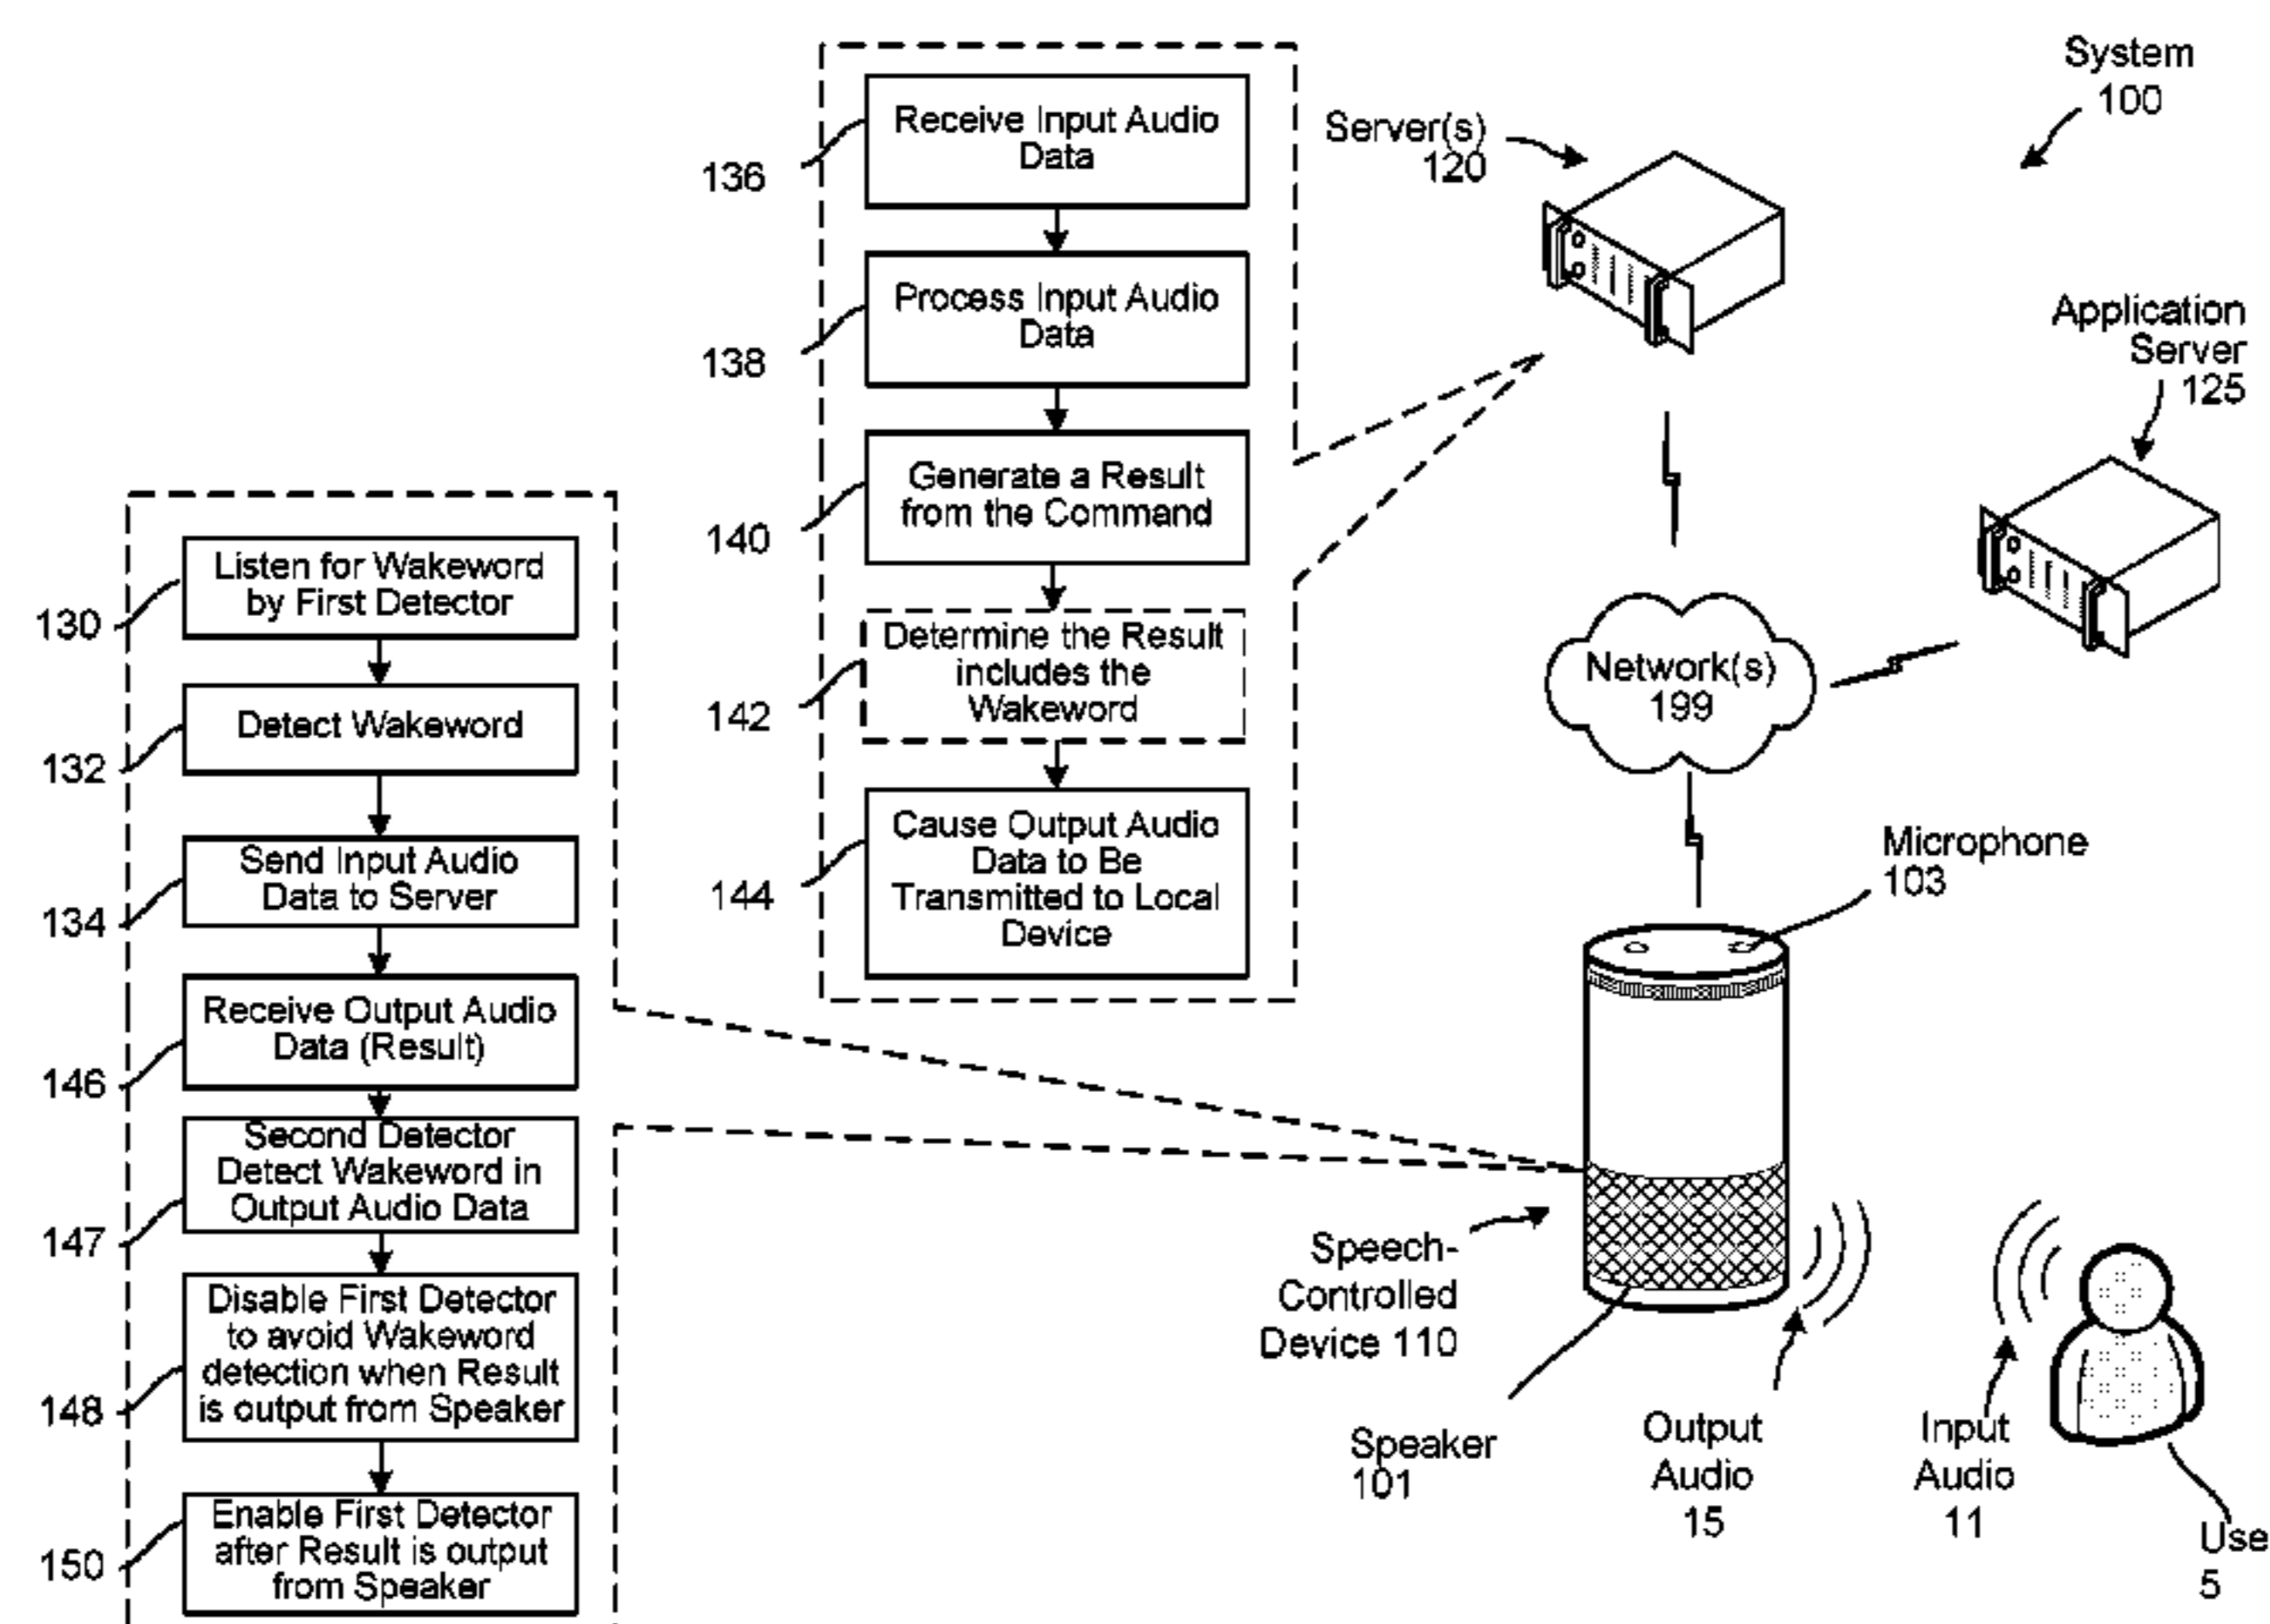 System
100
Server(s)
120
Application
Server
125
Receive Input Audio
Data
136
Process Input Audio
Data
138
Generate a Result
from the Command
140
Determine the Result
includes the
Wakeword
142
Cause Output Audio
Data to Be
Transmitted to Local
Device
144
Listen for Wakeword
by First Detector
130
Detect Wakeword
132
Send Input Audio
Data to Server
134
Receive Output Audio
Data (Result)
146
Second Detector
Detect Wakeword in
Output Audio Data
147
Disable First Detector
to avoid Wakeword
detection when Result
is output from Speaker
148
Enable First Detector
after Result is output
from Speaker
150
Network(s)
199
Microphone
103
Speech-
Controlled
Device 110
Speaker
101
Output
Audio
15
Input
Audio
11
Use
5